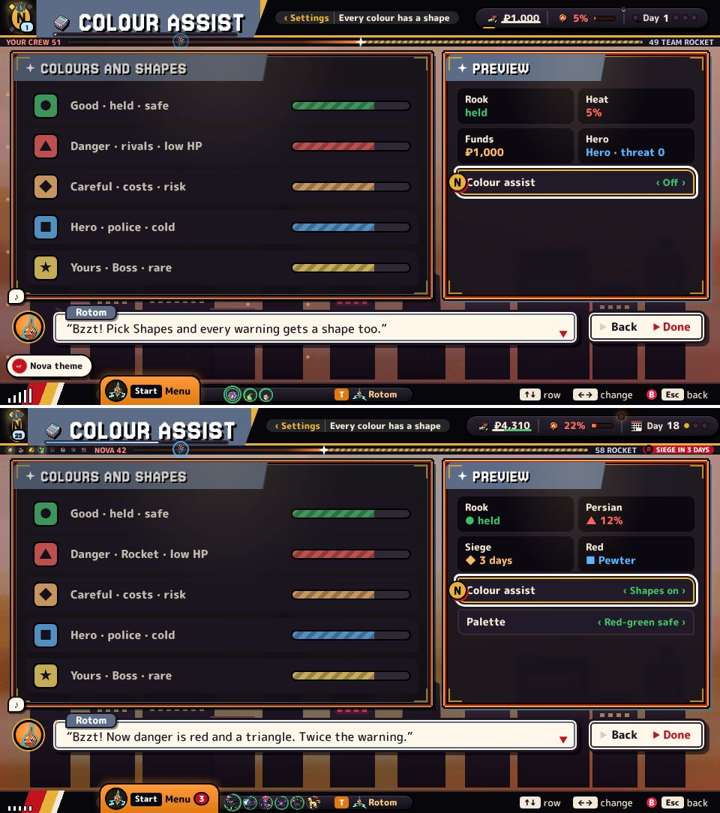 N
1
COLOUR ASSIST
‹ Settings
Every colour has a shape
₽1,000
5%
Day 1
YOUR CREW 51
49 TEAM ROCKET
COLOURS AND SHAPES
Good · held · safe
Danger · rivals · low HP
Careful · costs · risk
Hero · police · cold
Yours · Boss · rare
PREVIEW
Rook
held
Heat
5%
Funds
₽1,000
Hero
Hero · threat 0
N
Colour assist
‹ Off ›
Rotom
“Bzzt! Pick Shapes and every warning gets a shape too.”
Back
Done
Nova theme
Start Menu
T Rotom
row
change
B Esc back
N
28
COLOUR ASSIST
‹ Settings
Every colour has a shape
₽4,310
22%
Day 18
NOVA 42
58 ROCKET
SIEGE IN 3 DAYS
COLOURS AND SHAPES
Good · held · safe
Danger · Rocket · low HP
Careful · costs · risk
Hero · police · cold
Yours · Boss · rare
PREVIEW
Rook
held
Persian
12%
Siege
3 days
Red
Pewter
N
Colour assist
‹ Shapes on ›
Palette
‹ Red-green safe ›
Rotom
“Bzzt! Now danger is red and a triangle. Twice the warning.”
Back
Done
Start Menu 3
T Rotom
row
change
B Esc back